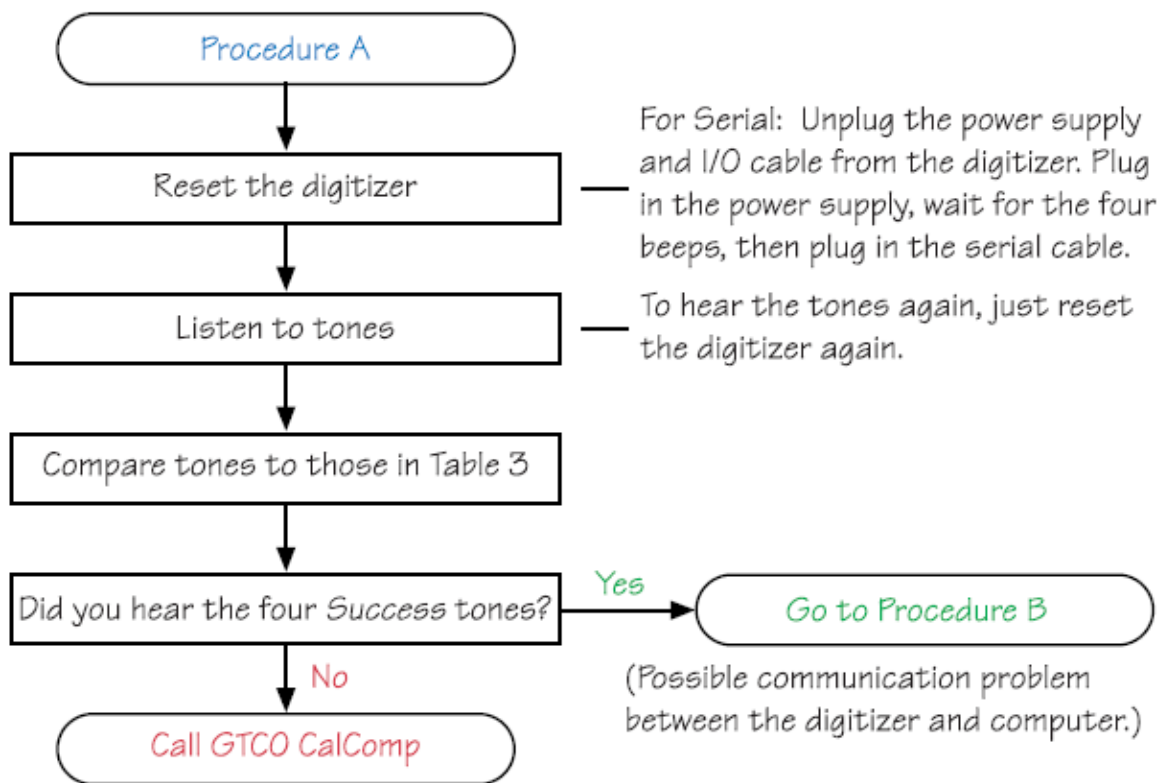 Procedure A
Reset the digitizer
For Serial: Unplug the power supply
and I/O cable from the digitizer. Plug
in the power supply, wait for the four
beeps, then plug in the serial cable.
Listen to tones
To hear the tones again, just reset
the digitizer again.
Compare tones to those in Table 3
Did you hear the four Success tones?
Yes
Go to Procedure B
(Possible communication problem
between the digitizer and computer.)
No
Call GTCO CalComp